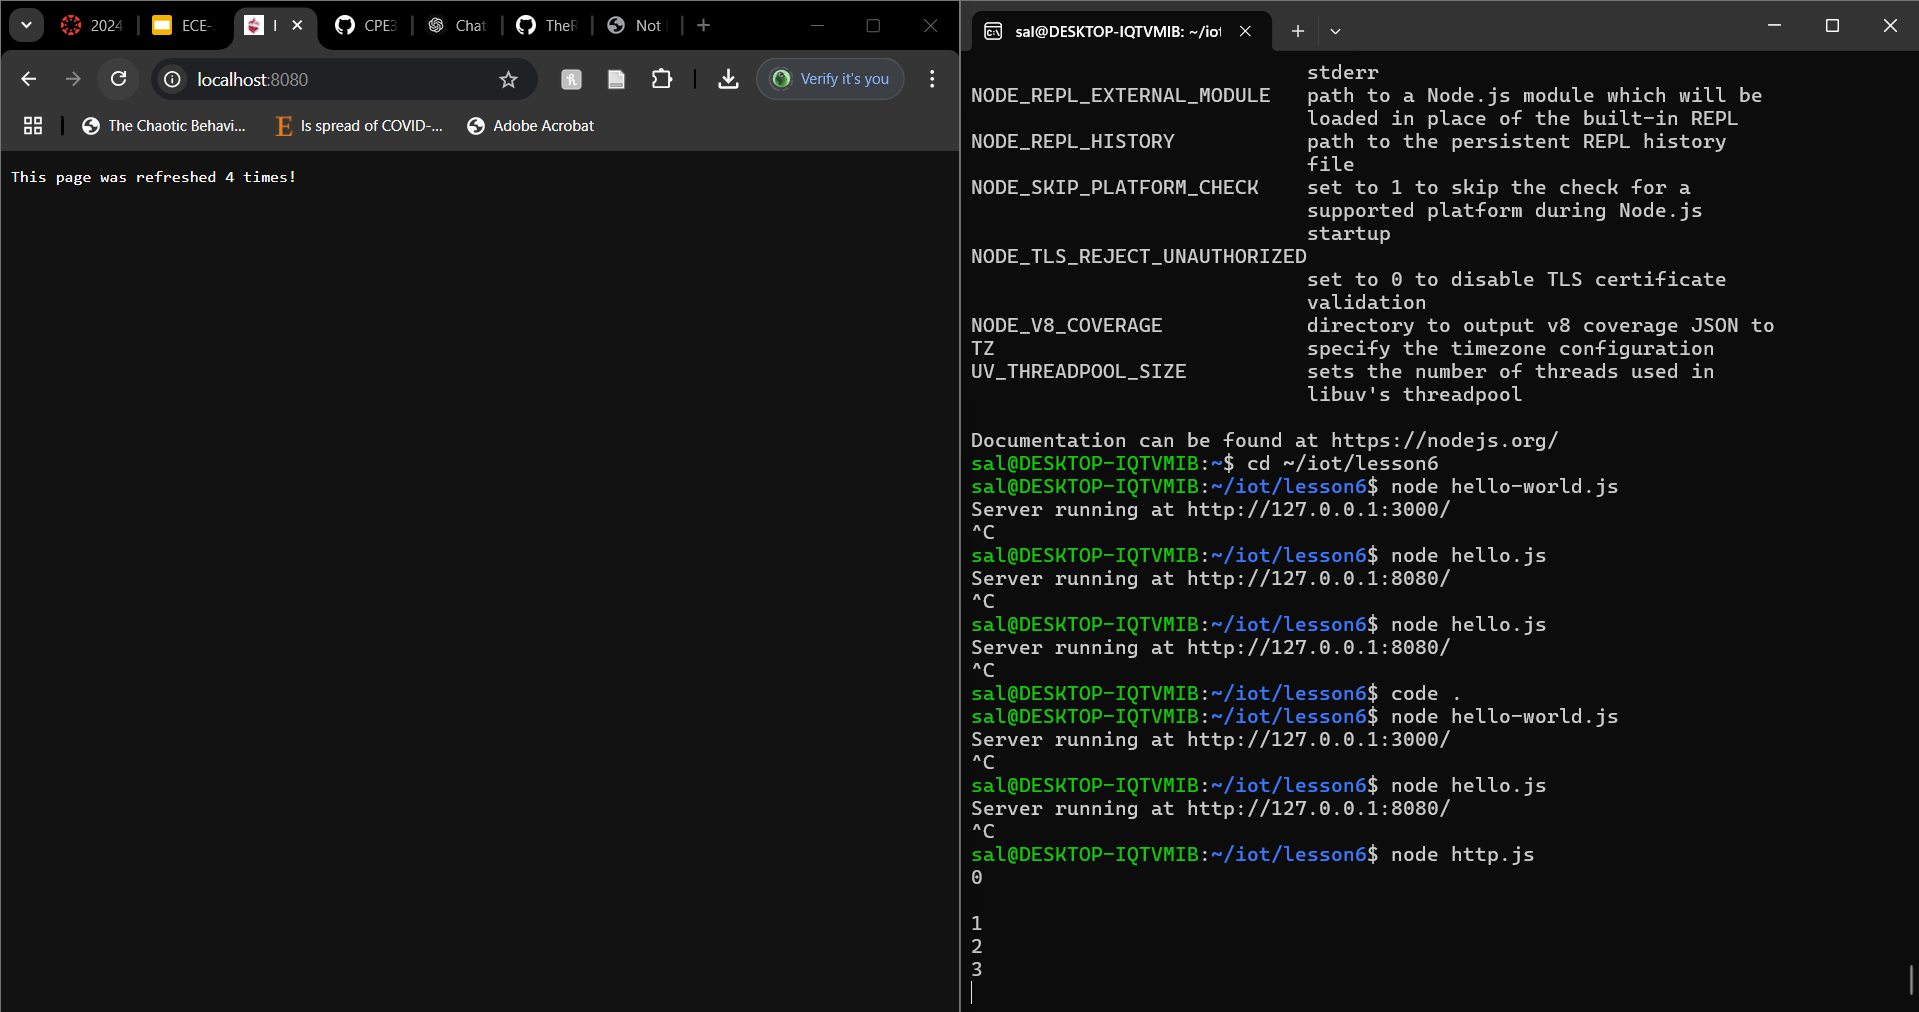 2024
ECE-
CPE3
Chat
TheR
Not
localhost:8080
Verify it's you
The Chaotic Behavi...
Is spread of COVID-...
Adobe Acrobat
This page was refreshed 4 times!
sal@DESKTOP-IQTVMIB: ~/iot
stderr
NODE_REPL_EXTERNAL_MODULE path to a Node.js module which will be
loaded in place of the built-in REPL
NODE_REPL_HISTORY path to the persistent REPL history
file
NODE_SKIP_PLATFORM_CHECK set to 1 to skip the check for a
supported platform during Node.js
startup
NODE_TLS_REJECT_UNAUTHORIZED
set to 0 to disable TLS certificate
validation
NODE_V8_COVERAGE directory to output v8 coverage JSON to
TZ specify the timezone configuration
UV_THREADPOOL_SIZE sets the number of threads used in
libuv's threadpool
Documentation can be found at https://nodejs.org/
sal@DESKTOP-IQTVMIB:~$ cd ~/iot/lesson6
sal@DESKTOP-IQTVMIB:~/iot/lesson6$ node hello-world.js
Server running at http://127.0.0.1:3000/
^C
sal@DESKTOP-IQTVMIB:~/iot/lesson6$ node hello.js
Server running at http://127.0.0.1:8080/
^C
sal@DESKTOP-IQTVMIB:~/iot/lesson6$ node hello.js
Server running at http://127.0.0.1:8080/
^C
sal@DESKTOP-IQTVMIB:~/iot/lesson6$ code .
sal@DESKTOP-IQTVMIB:~/iot/lesson6$ node hello-world.js
Server running at http://127.0.0.1:3000/
^C
sal@DESKTOP-IQTVMIB:~/iot/lesson6$ node hello.js
Server running at http://127.0.0.1:8080/
^C
sal@DESKTOP-IQTVMIB:~/iot/lesson6$ node http.js
0
1
2
3